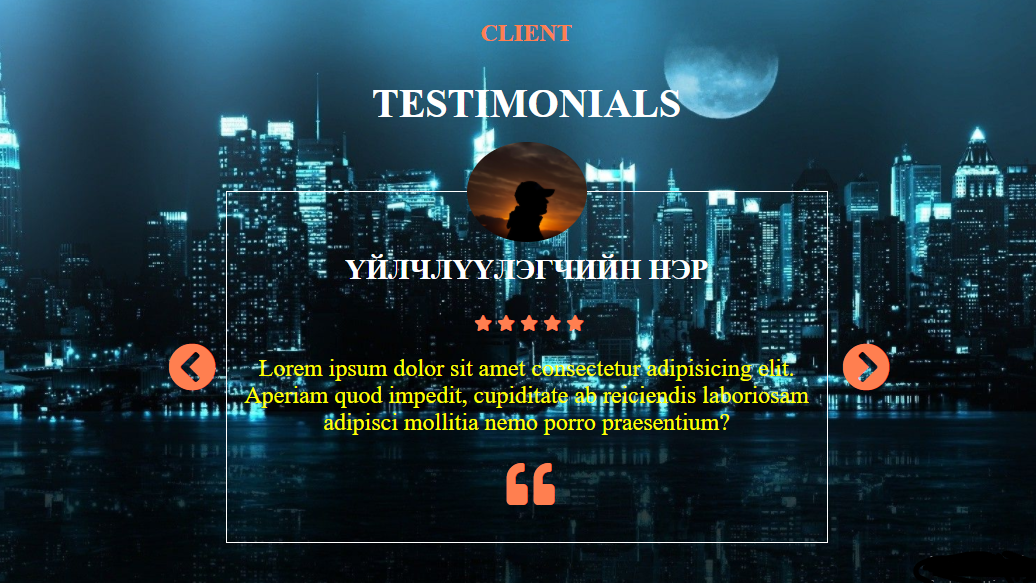 CLIENT
TESTIMONIALS
ҮЙЛЧЛҮҮЛЭГЧИЙН НЭР
Lorem ipsum dolor sit amet consectetur adipisicing elit.
Aperiam quod impedit, cupiditate ab reiciendis laboriosam
adipisci mollitia nemo porro praesentium?